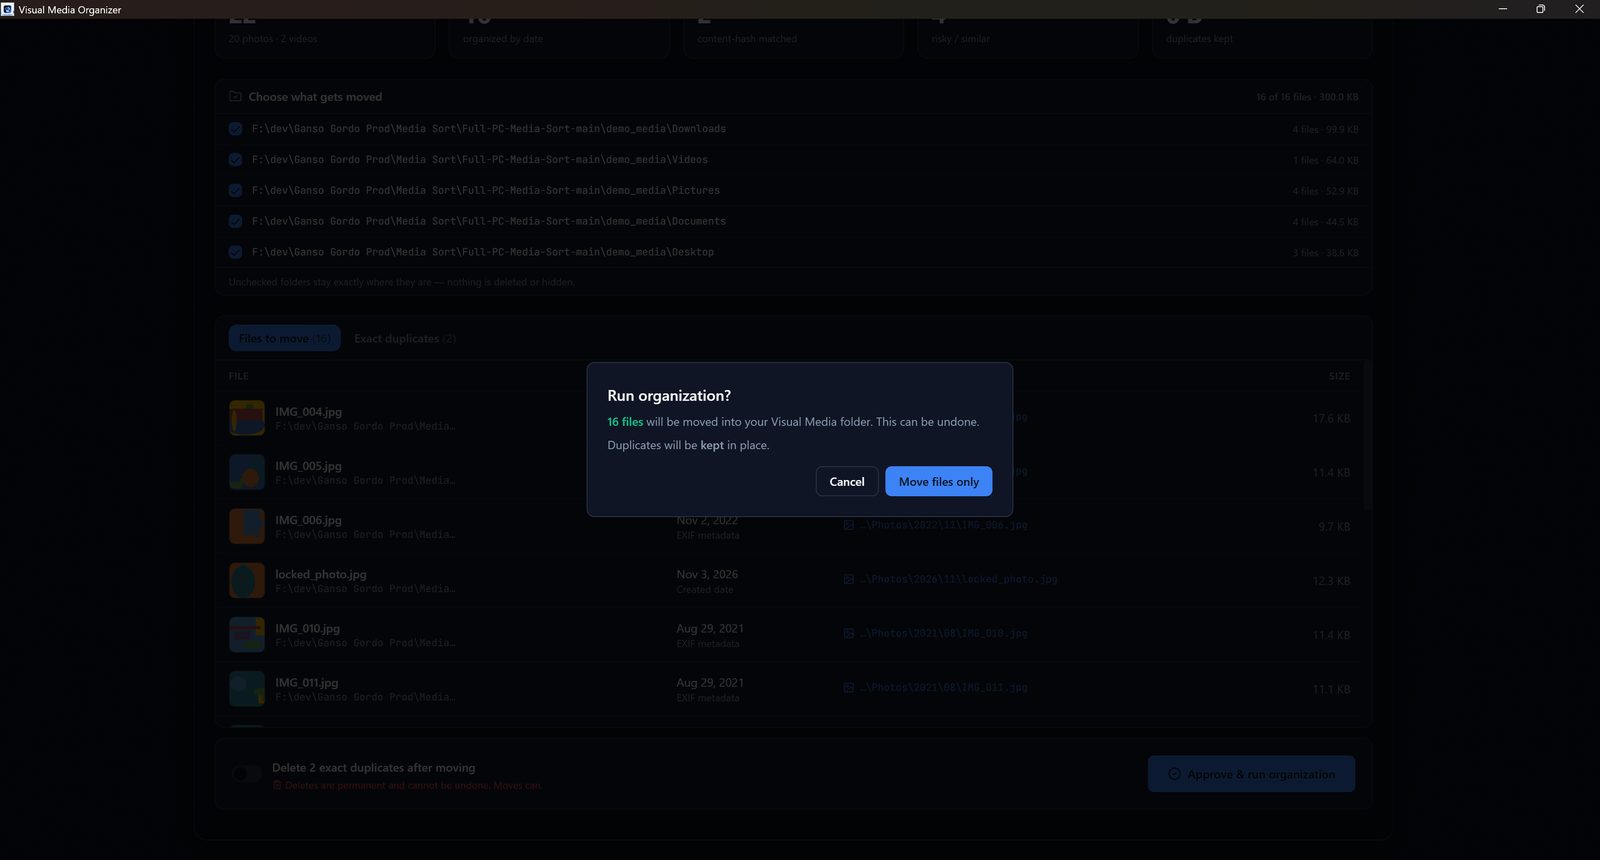 Visual Media Organizer
20 photos · 2 videos
organized by date
content-hash matched
risky / similar
duplicates kept
Choose what gets moved
16 of 16 files · 300.0 KB
F:\dev\Ganso Gordo Prod\Media Sort\Full-PC-Media-Sort-main\demo_media\Downloads
4 files · 99.9 KB
F:\dev\Ganso Gordo Prod\Media Sort\Full-PC-Media-Sort-main\demo_media\Videos
1 files · 64.0 KB
F:\dev\Ganso Gordo Prod\Media Sort\Full-PC-Media-Sort-main\demo_media\Pictures
4 files · 52.9 KB
F:\dev\Ganso Gordo Prod\Media Sort\Full-PC-Media-Sort-main\demo_media\Documents
4 files · 44.5 KB
F:\dev\Ganso Gordo Prod\Media Sort\Full-PC-Media-Sort-main\demo_media\Desktop
3 files · 38.6 KB
Unchecked folders stay exactly where they are — nothing is deleted or hidden.
Files to move (16)
Exact duplicates (2)
FILE
SIZE
IMG_004.jpg
F:\dev\Ganso Gordo Prod\Media…
17.6 KB
IMG_005.jpg
F:\dev\Ganso Gordo Prod\Media…
11.4 KB
Run organization?
16 files will be moved into your Visual Media folder. This can be undone.
Duplicates will be kept in place.
Cancel
Move files only
IMG_006.jpg
F:\dev\Ganso Gordo Prod\Media…
Nov 2, 2022
EXIF metadata
…\Photos\2022\11\IMG_006.jpg
9.7 KB
locked_photo.jpg
F:\dev\Ganso Gordo Prod\Media…
Nov 3, 2026
Created date
…\Photos\2026\11\locked_photo.jpg
12.3 KB
IMG_010.jpg
F:\dev\Ganso Gordo Prod\Media…
Aug 29, 2021
EXIF metadata
…\Photos\2021\08\IMG_010.jpg
11.4 KB
IMG_011.jpg
F:\dev\Ganso Gordo Prod\Media…
Aug 29, 2021
EXIF metadata
…\Photos\2021\08\IMG_011.jpg
11.1 KB
Delete 2 exact duplicates after moving
Deletes are permanent and cannot be undone. Moves can.
Approve & run organization